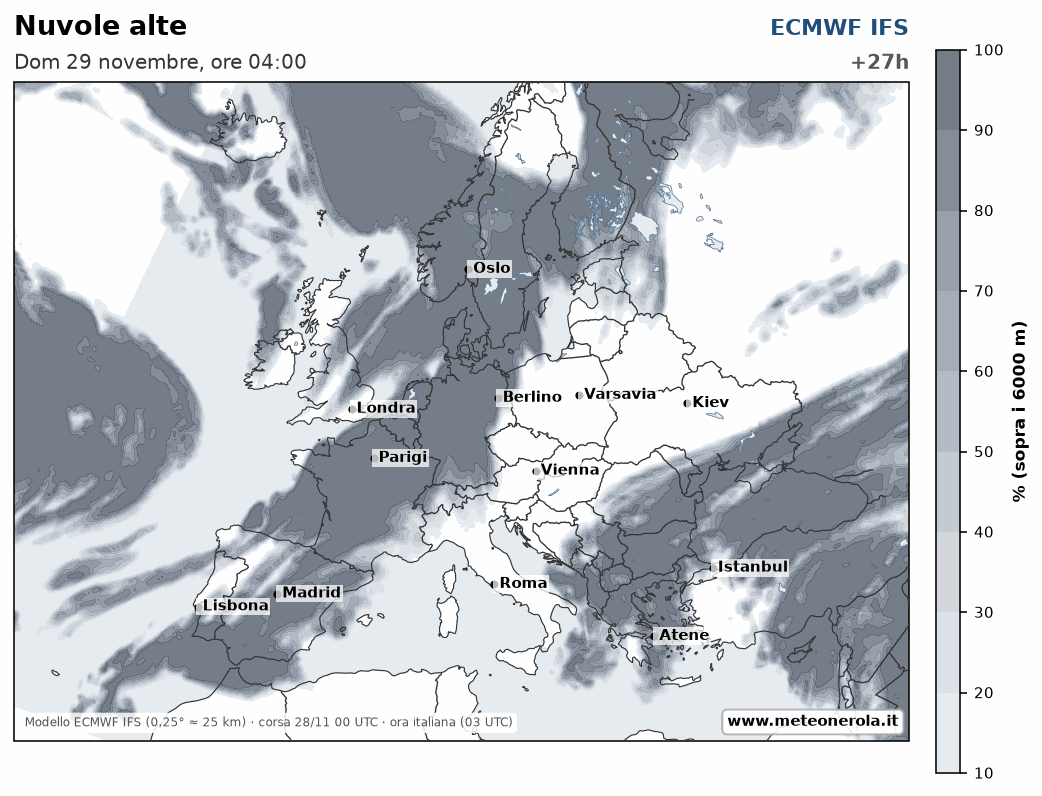 Nuvole alte
ECMWF IFS
Dom 29 novembre, ore 04:00
+27h
100
90
80
70
60
50
40
30
20
10
% (sopra i 6000 m)
Oslo
Londra
Berlino
Varsavia
Kiev
Parigi
Vienna
Istanbul
Roma
Madrid
Lisbona
Atene
Modello ECMWF IFS (0,25° ≈ 25 km) · corsa 28/11 00 UTC · ora italiana (03 UTC)
www.meteonerola.it